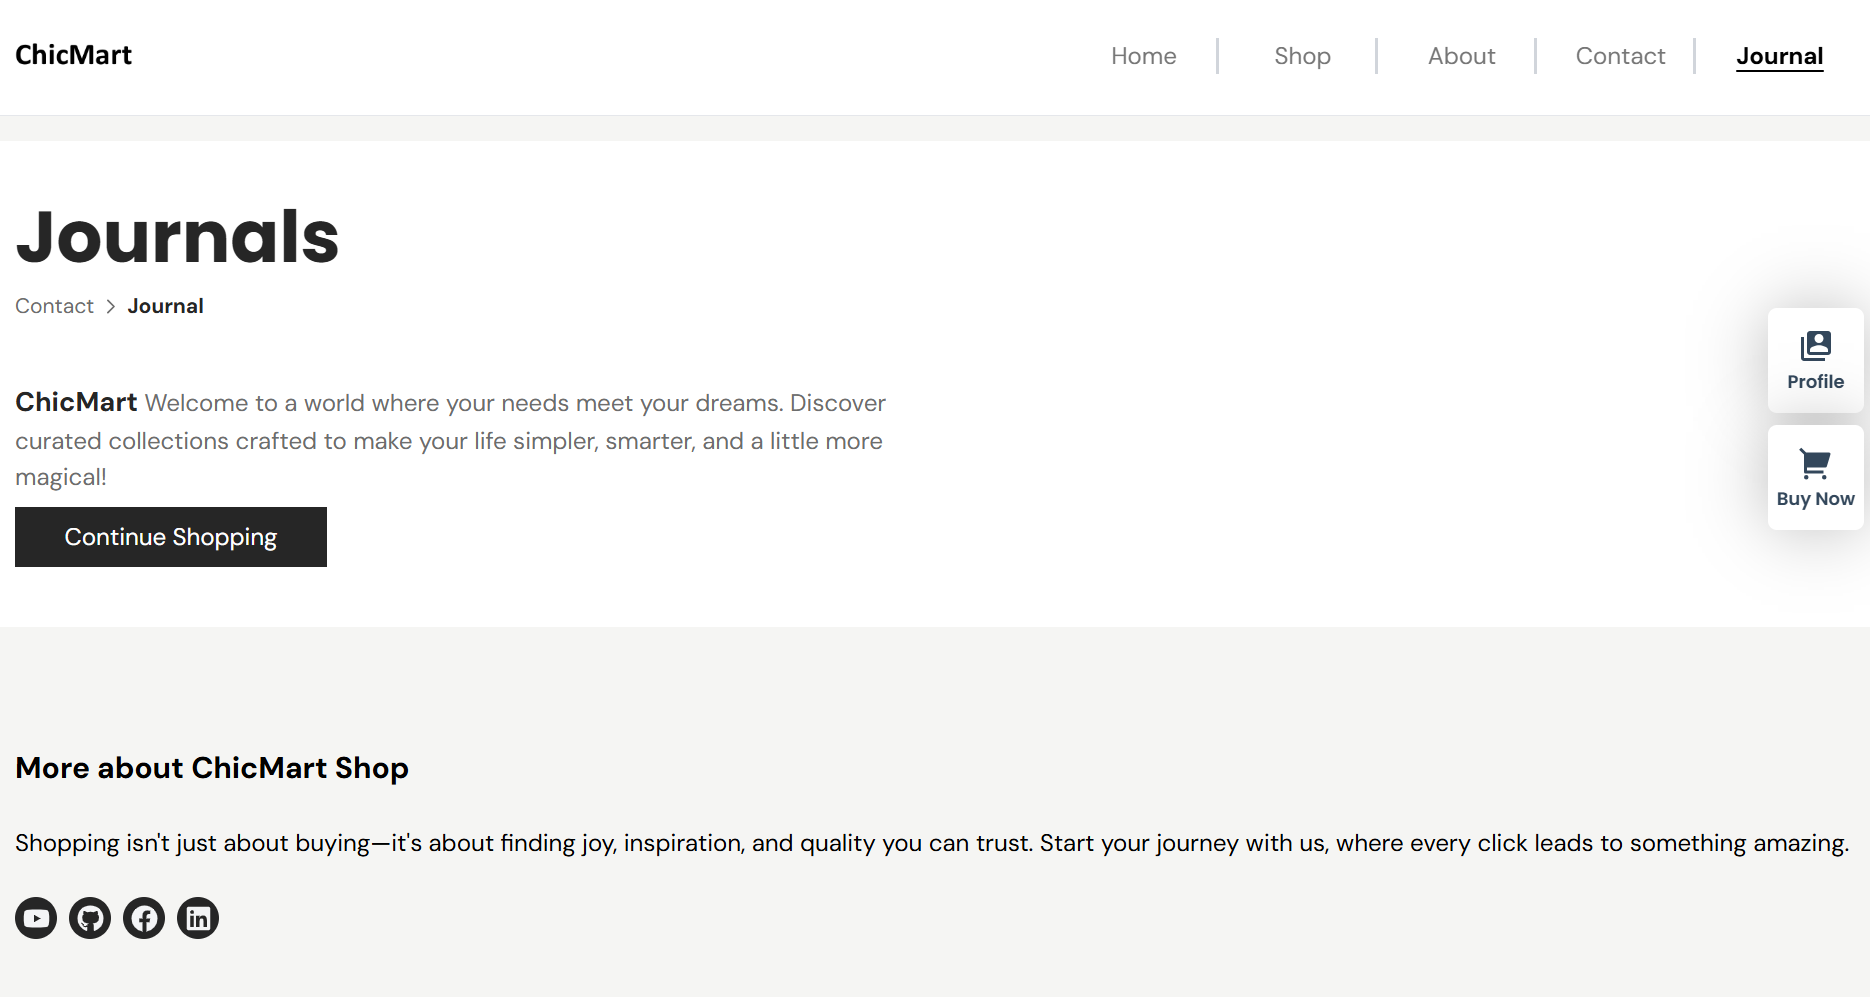 ChicMart
Home
Shop
About
Contact
Journal
Journals
Contact > Journal
ChicMart Welcome to a world where your needs meet your dreams. Discover
curated collections crafted to make your life simpler, smarter, and a little more
magical!
Continue Shopping
Profile
Buy Now
More about ChicMart Shop
Shopping isn't just about buying—it's about finding joy, inspiration, and quality you can trust. Start your journey with us, where every click leads to something amazing.